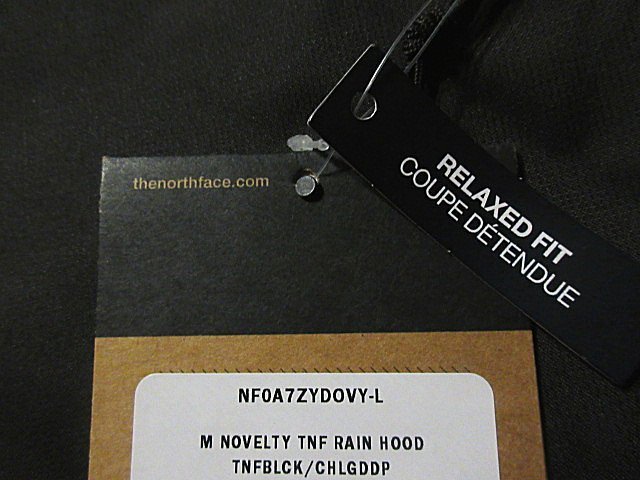 thenorthface.com
RELAXED FIT
COUPE DÉTENDUE
NF0A7ZYDOVY-L
M NOVELTY TNF RAIN HOOD
TNFBLCK/CHLGDDP